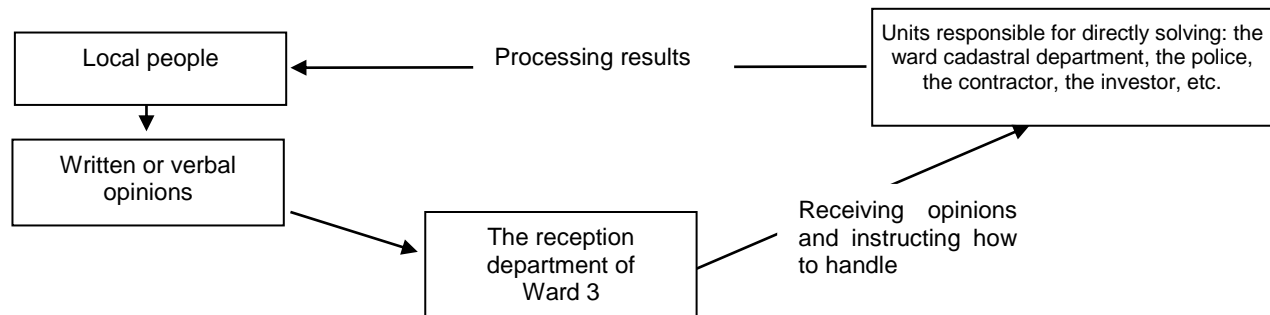 Local people
Processing results
Units responsible for directly solving: the
ward cadastral department, the police,
the contractor, the investor, etc.
Written or verbal
opinions
The reception
department of
Ward 3
Receiving opinions
and instructing how
to handle